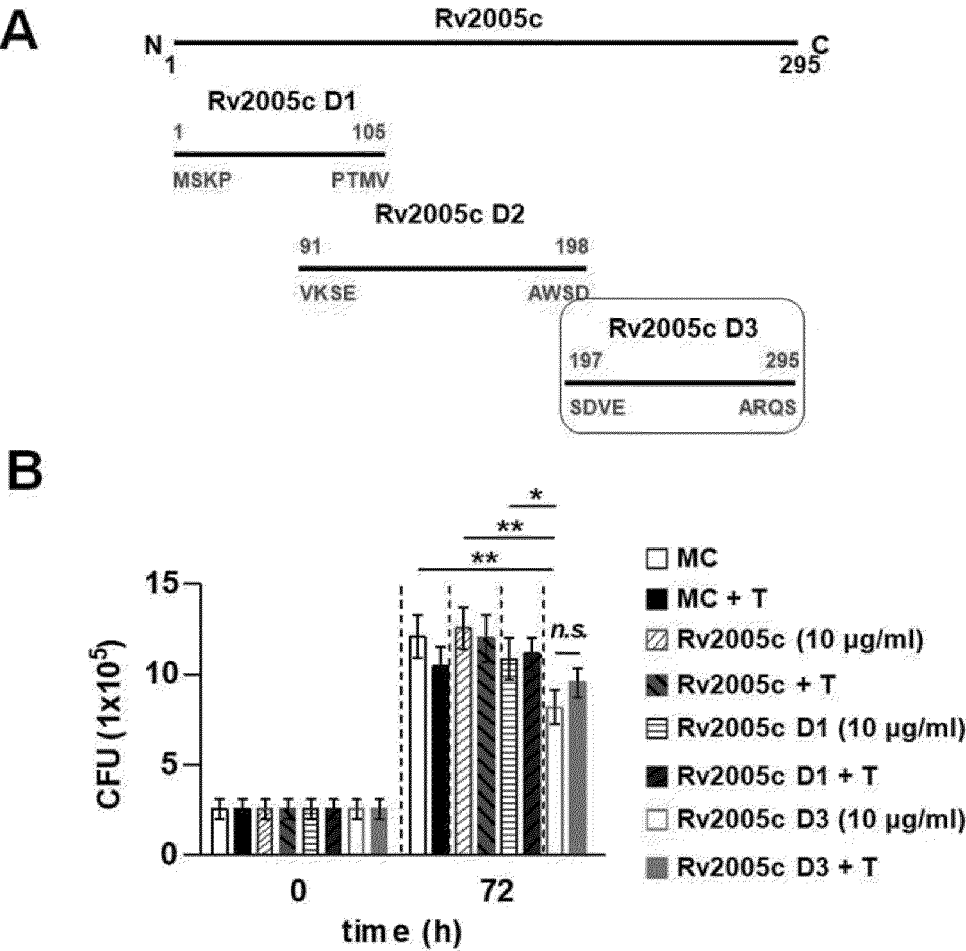 A
Rv2005c
N C
1 295
Rv2005c D1
1 105
MSKP PTMV
Rv2005c D2
91 198
VKSE AWSD
Rv2005c D3
197 295
SDVE ARQS
B
*
**
**
n.s.
CFU (1x10⁵)
15
10
5
0
0 72
time (h)
MC
MC + T
Rv2005c (10 µg/ml)
Rv2005c + T
Rv2005c D1 (10 µg/ml)
Rv2005c D1 + T
Rv2005c D3 (10 µg/ml)
Rv2005c D3 + T